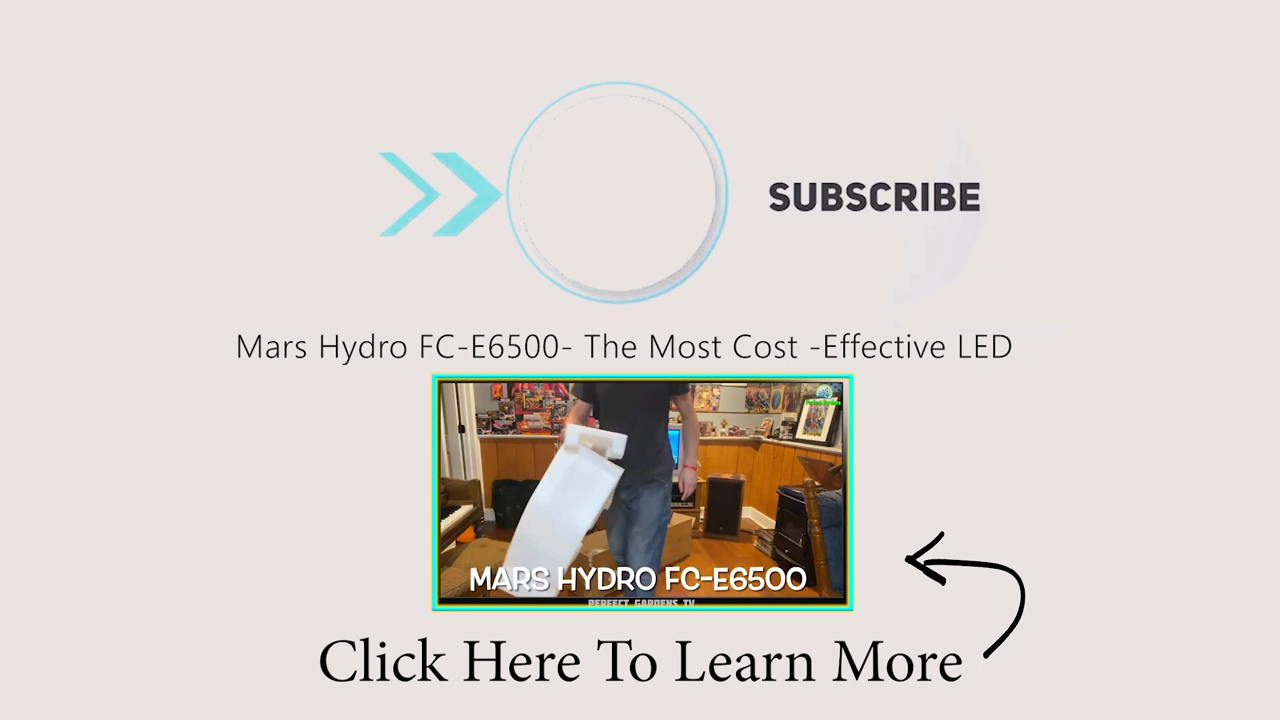 SUBSCRIBE
Mars Hydro FC-E6500- The Most Cost -Effective LED
MARS HYDRO FC-E6500
PERFECT GARDENS TV
Click Here To Learn More